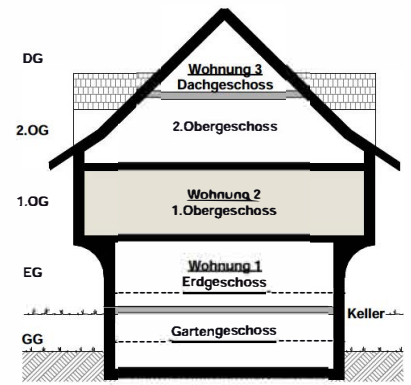 DG
Wohnung 3
Dachgeschoss
2.OG
2.Obergeschoss
1.OG
Wohnung 2
1.Obergeschoss
EG
Wohnung 1
Erdgeschoss
Keller
GG
Gartengeschoss